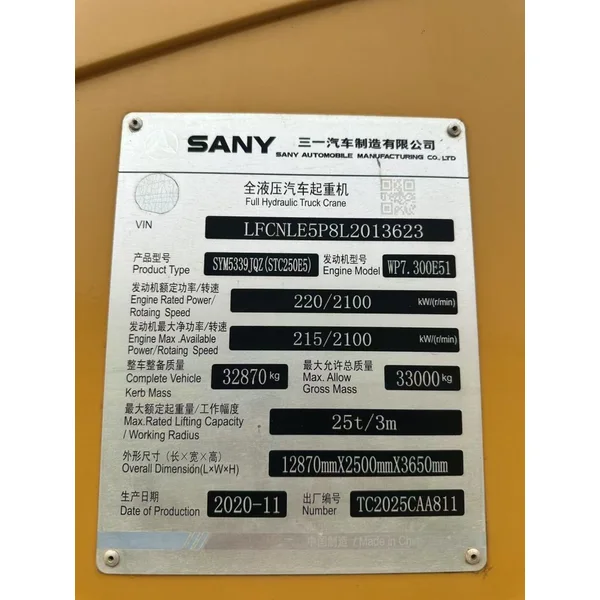 SANY 三一汽车制造有限公司
SANY AUTOMOBILE MANUFACTURING CO., LTD
全液压汽车起重机
Full Hydraulic Truck Crane
VIN LFCNLE5P8L2013623
产品型号 SYM5339JQZ(STC250E5) 发动机型号 WP7.300E51
Product Type Engine Model
发动机额定功率/转速
Engine Rated Power/ 220/2100 kW/(r/min)
Rotaing Speed
发动机最大净功率/转速
Engine Max .Available 215/2100 kW/(r/min)
Power/Rotaing Speed
整车整备质量 最大允许总质量
Complete Vehicle 32870 kg Max. Allow 33000 kg
Kerb Mass Gross Mass
最大额定起重量/工作幅度
Max.Rated Lifting Capacity 25t/3m
/ Working Radius
外形尺寸（长×宽×高）
Overall Dimension(L×W×H) 12870mmX2500mmX3650mm
生产日期 2020-11 出厂编号 TC2025CAA811
Date of Production Number
中国制造（Made in China）